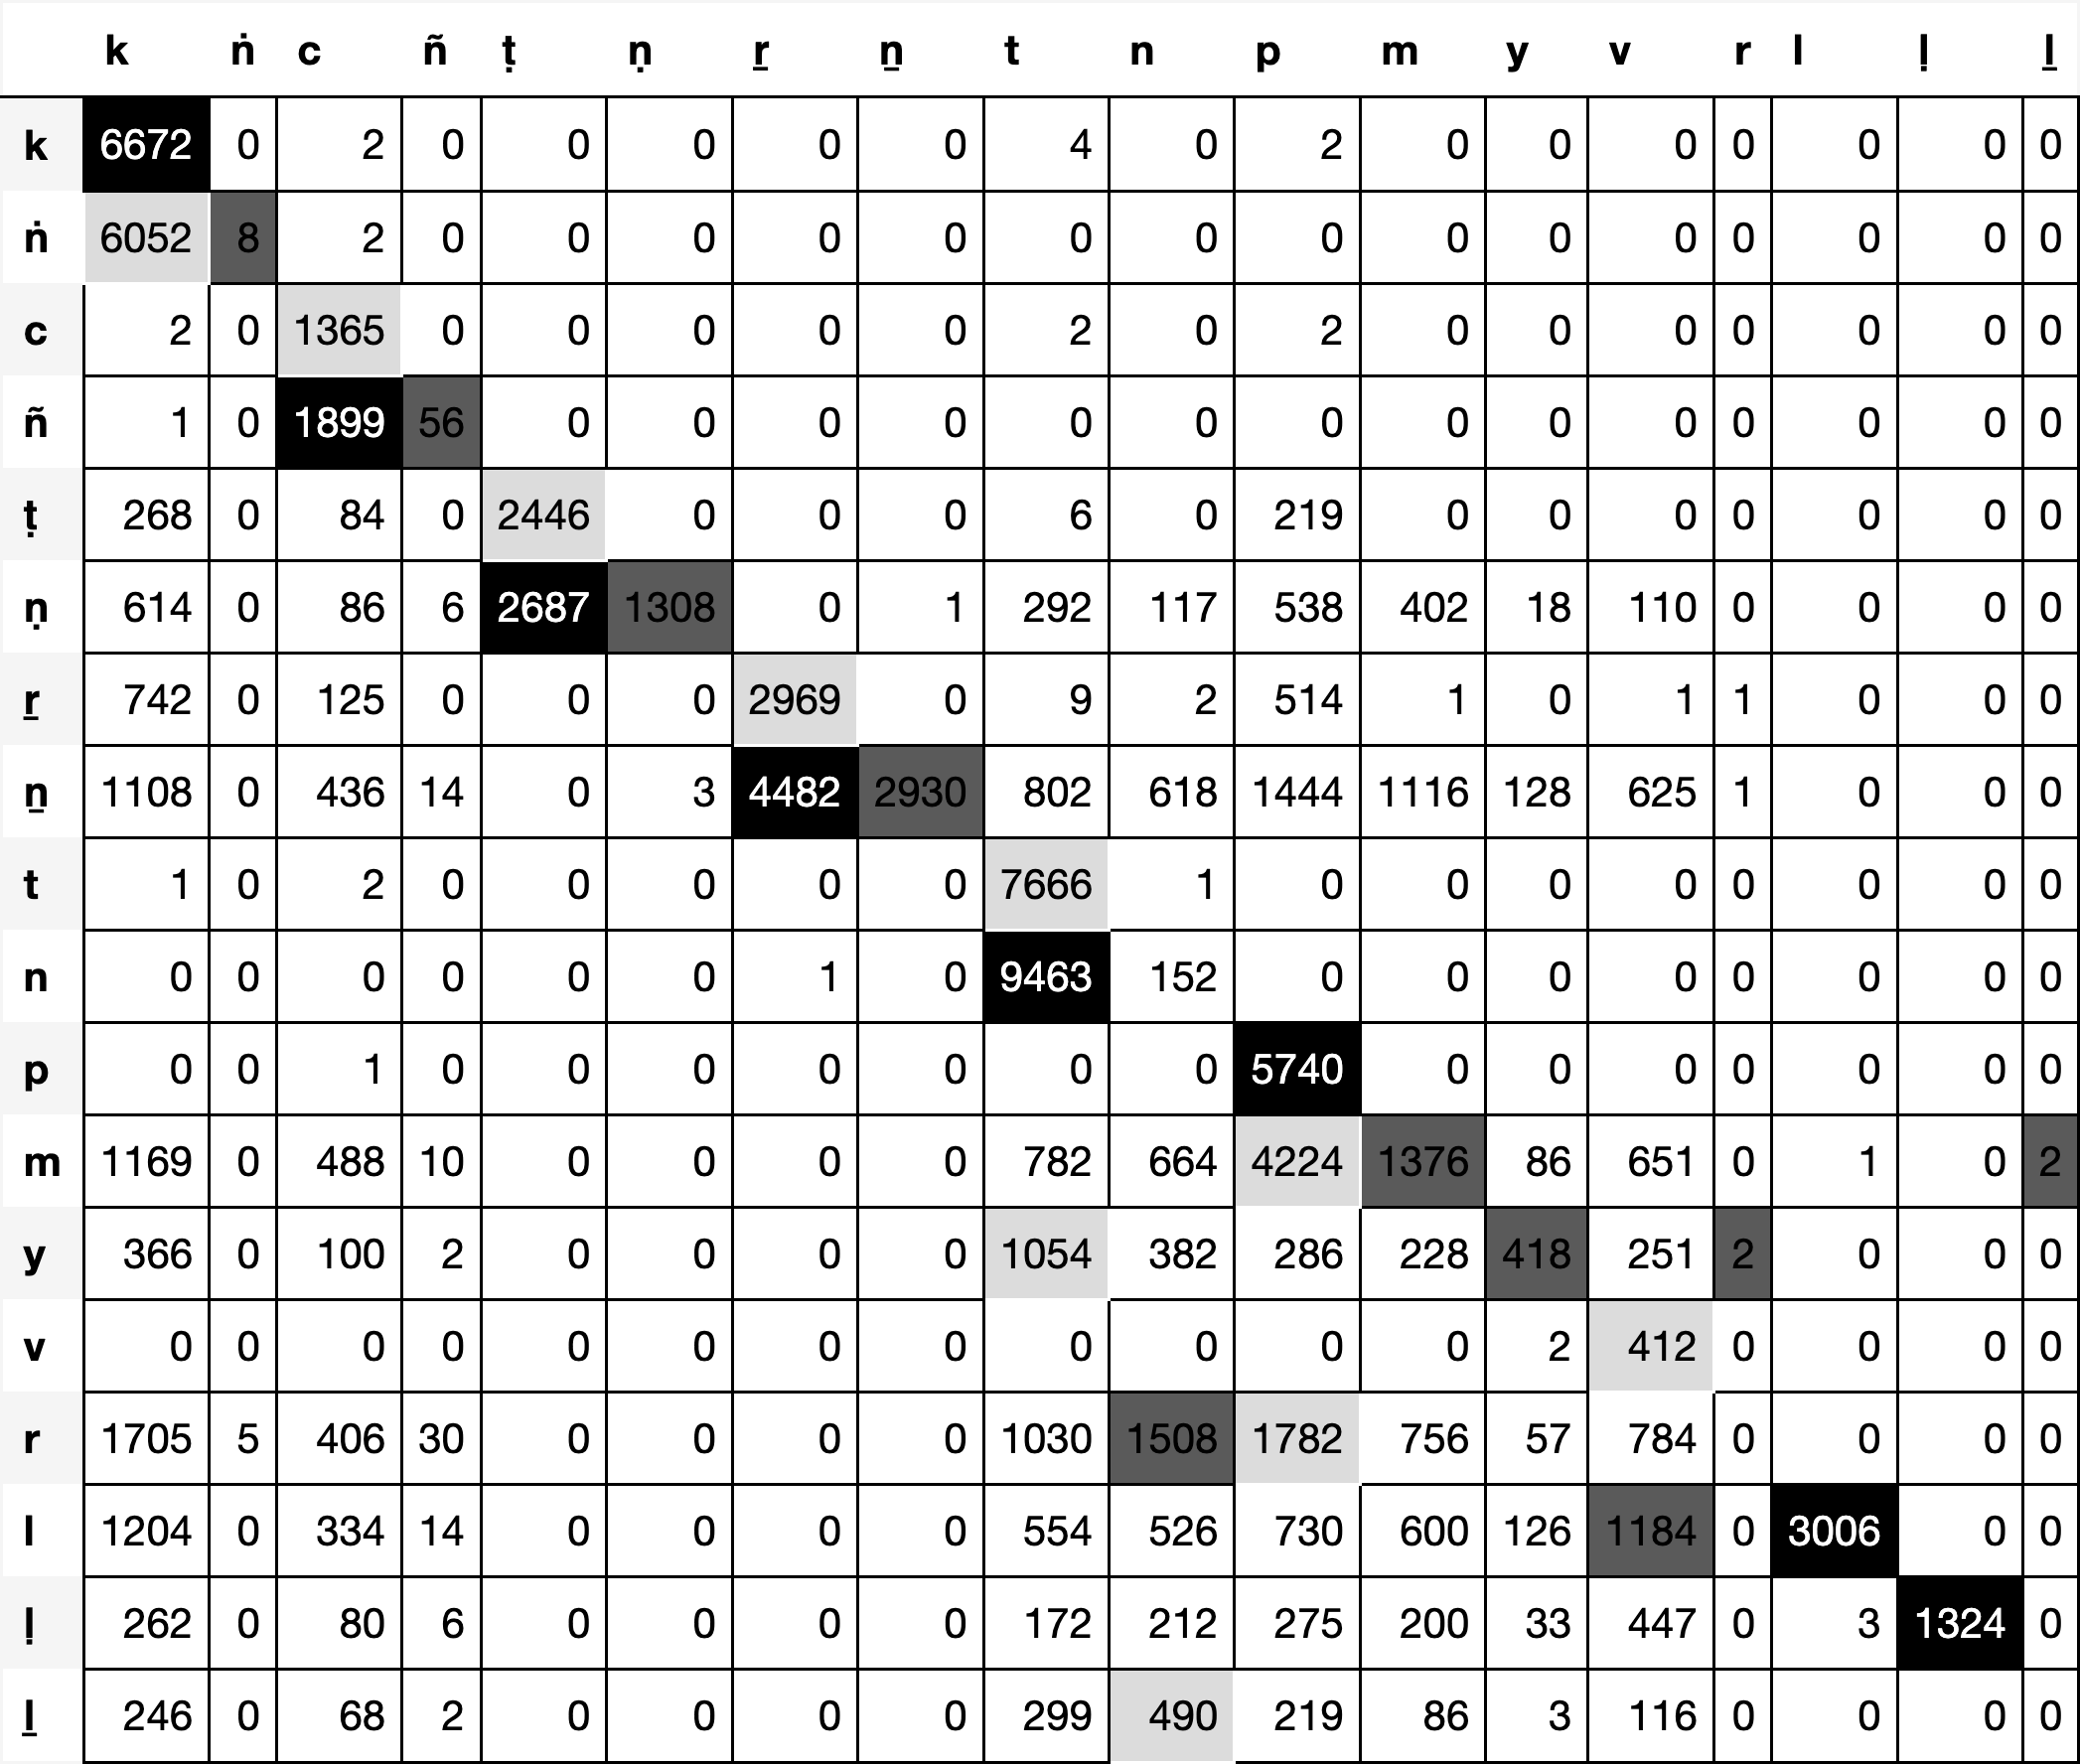 k ṅ c ñ ṭ ṇ ṟ ṉ t n p m y v r l ḷ ḻ
k 6672 0 2 0 0 0 0 0 4 0 2 0 0 0 0 0 0 0
ṅ 6052 8 2 0 0 0 0 0 0 0 0 0 0 0 0 0 0 0
c 2 0 1365 0 0 0 0 0 2 0 2 0 0 0 0 0 0 0
ñ 1 0 1899 56 0 0 0 0 0 0 0 0 0 0 0 0 0 0
ṭ 268 0 84 0 2446 0 0 0 6 0 219 0 0 0 0 0 0 0
ṇ 614 0 86 6 2687 1308 0 1 292 117 538 402 18 110 0 0 0 0
ṟ 742 0 125 0 0 0 2969 0 9 2 514 1 0 1 1 0 0 0
ṉ 1108 0 436 14 0 3 4482 2930 802 618 1444 1116 128 625 1 0 0 0
t 1 0 2 0 0 0 0 0 7666 1 0 0 0 0 0 0 0 0
n 0 0 0 0 0 0 1 0 9463 152 0 0 0 0 0 0 0 0
p 0 0 1 0 0 0 0 0 0 0 5740 0 0 0 0 0 0 0
m 1169 0 488 10 0 0 0 0 782 664 4224 1376 86 651 0 1 0 2
y 366 0 100 2 0 0 0 0 1054 382 286 228 418 251 2 0 0 0
v 0 0 0 0 0 0 0 0 0 0 0 0 2 412 0 0 0 0
r 1705 5 406 30 0 0 0 0 1030 1508 1782 756 57 784 0 0 0 0
l 1204 0 334 14 0 0 0 0 554 526 730 600 126 1184 0 3006 0 0
ḷ 262 0 80 6 0 0 0 0 172 212 275 200 33 447 0 3 1324 0
ḻ 246 0 68 2 0 0 0 0 299 490 219 86 3 116 0 0 0 0